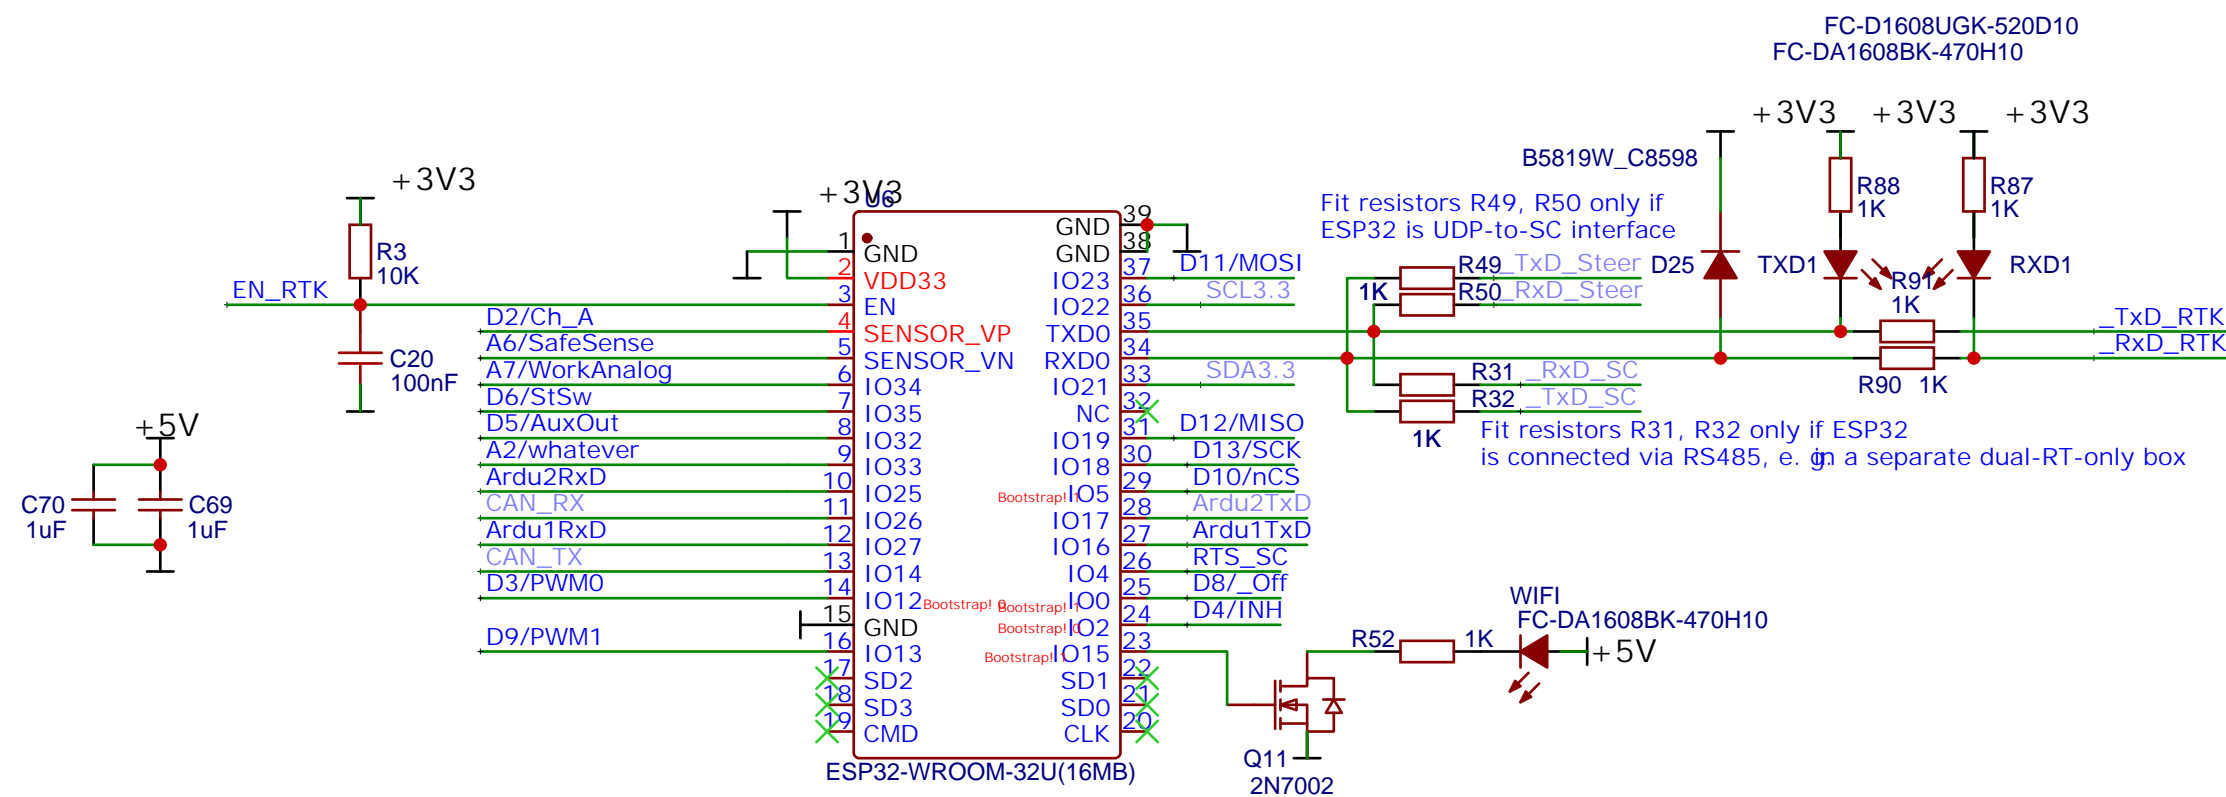 FC-D1608UGK-520D10
FC-DA1608BK-470H10
+3V3
+3V3
+3V3
B5819W_C8598
R88
1K
R87
1K
D25
TXD1
RXD1
R91
1K
_TxD_RTK
_RxD_RTK
R90 1K
Fit resistors R49, R50 only if
ESP32 is UDP-to-SC interface
R49 _TxD_Steer
1K
R50 _RxD_Steer
R31 _RxD_SC
R32 _TxD_SC
1K
Fit resistors R31, R32 only if ESP32
is connected via RS485, e. g. in a separate dual-RT-only box
+3V3
R3
10K
EN_RTK
C20
100nF
+5V
C70
1uF
C69
1uF
+3V3
U6
1 GND
2 VDD33
3 EN
D2/Ch_A 4 SENSOR_VP
A6/SafeSense 5 SENSOR_VN
A7/WorkAnalog 6 IO34
D6/StSw 7 IO35
D5/AuxOut 8 IO32
A2/whatever 9 IO33
Ardu2RxD 10 IO25
CAN_RX 11 IO26
Ardu1RxD 12 IO27
CAN_TX 13 IO14
D3/PWM0 14 IO12 Bootstrap! 0
15 GND
D9/PWM1 16 IO13
17 SD2
18 SD3
19 CMD
GND 39
GND 38
IO23 37 D11/MOSI
IO22 36 SCL3.3
TXD0 35
RXD0 34
IO21 33 SDA3.3
NC 32
IO19 31 D12/MISO
IO18 30 D13/SCK
Bootstrap! 1 IO5 29 D10/nCS
IO17 28 Ardu2TxD
IO16 27 Ardu1TxD
IO4 26 RTS_SC
Bootstrap! 1 IO0 25 D8/_Off
Bootstrap! 0 IO2 24 D4/INH
Bootstrap! 1 IO15 23
SD1 22
SD0 21
CLK 20
ESP32-WROOM-32U(16MB)
WIFI
FC-DA1608BK-470H10
R52 1K
+5V
Q11
2N7002